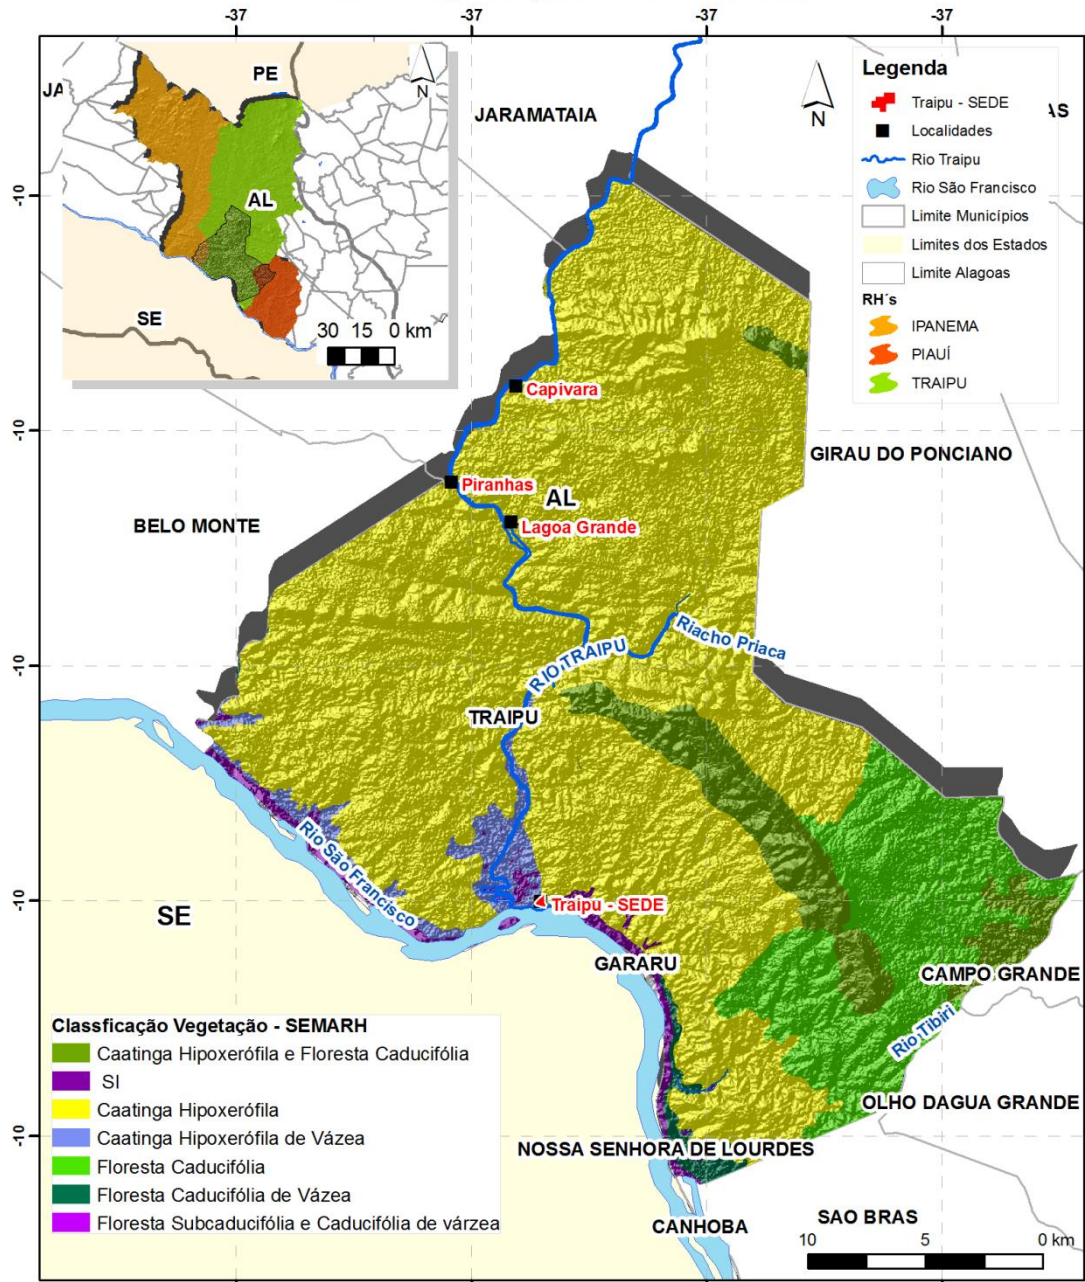 -37 -37 -37 -37
-10
-10
-10
-10
-10
JA
PE
N
AL
SE
30 15 0 km
JARAMATAIA
N
AS
Legenda
Traipu - SEDE
Localidades
Rio Traipu
Rio São Francisco
Limite Municípios
Limites dos Estados
Limite Alagoas
RH´s
IPANEMA
PIAUÍ
TRAIPU
Capivara
GIRAU DO PONCIANO
Piranhas
AL
BELO MONTE
Lagoa Grande
Riacho Priaca
RIO TRAIPU
TRAIPU
Rio São Francisco
SE
Traipu - SEDE
GARARU
CAMPO GRANDE
Rio Tibiri
OLHO DAGUA GRANDE
NOSSA SENHORA DE LOURDES
CANHOBA
SAO BRAS
10 5 0 km
Classficação Vegetação - SEMARH
Caatinga Hipoxerófila e Floresta Caducifólia
SI
Caatinga Hipoxerófila
Caatinga Hipoxerófila de Vázea
Floresta Caducifólia
Floresta Caducifólia de Vázea
Floresta Subcaducifólia e Caducifólia de várzea